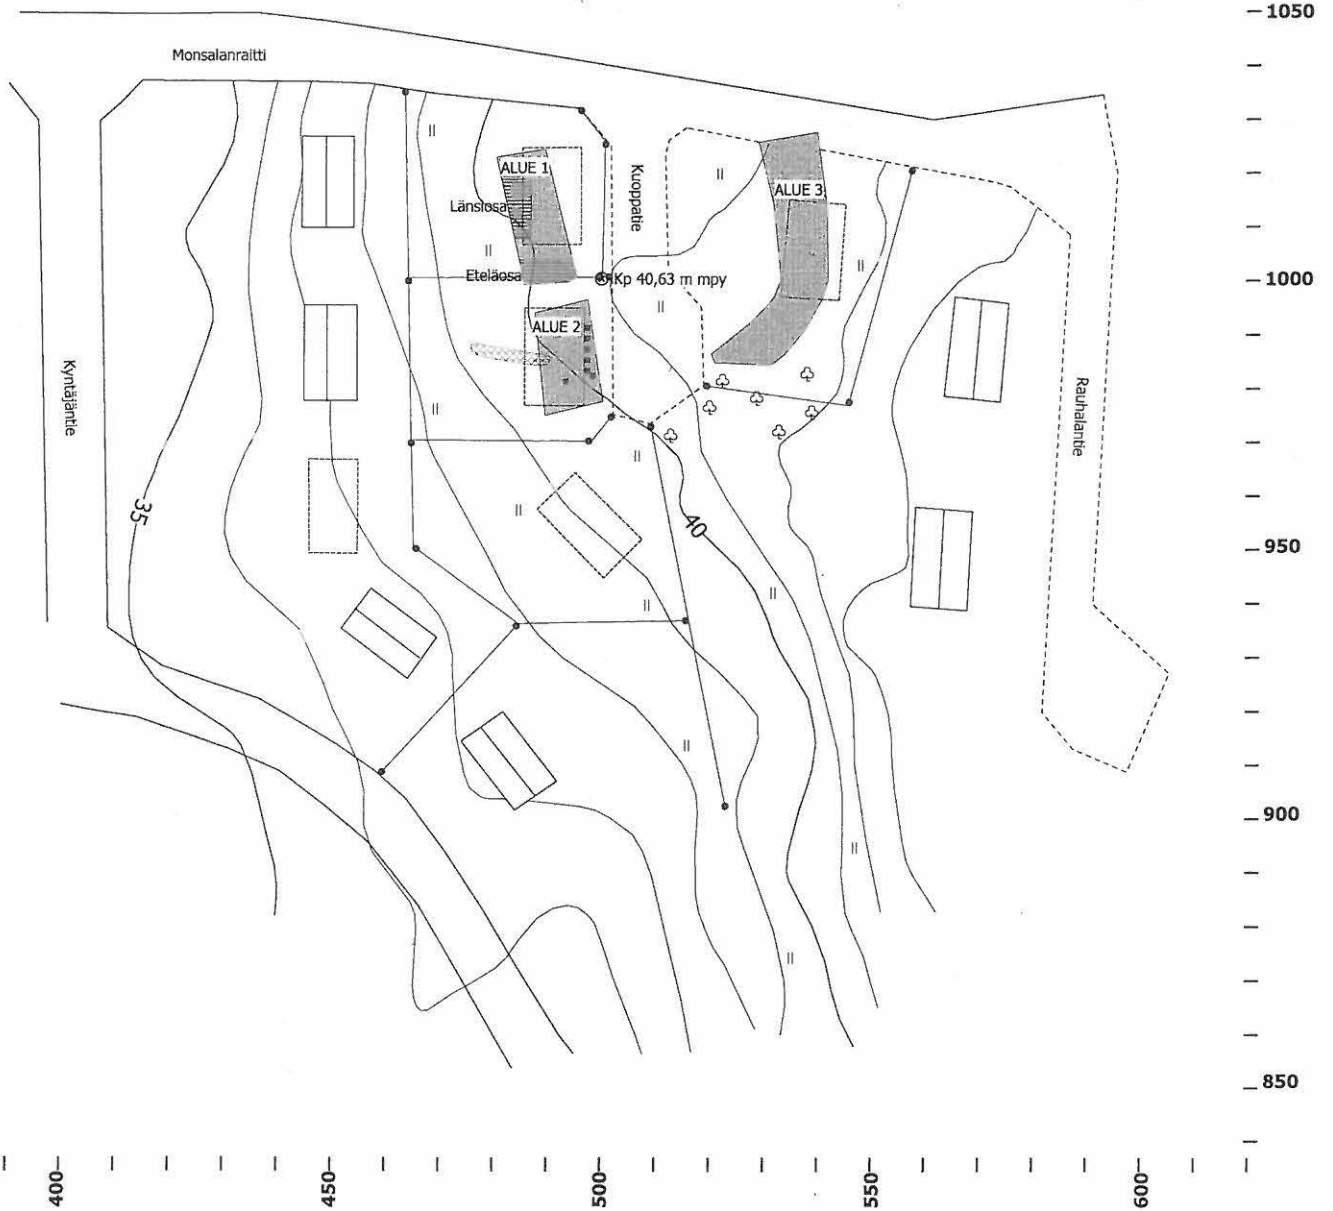 1050
Monsalanraitti
ALUE 1
Kuoppatie
ALUE 3
Länsiosa
Eteläosa
Kp 40,63 m mpy
1000
ALUE 2
Kyntäjäntie
Rauhalantie
35
40
950
900
850
400
450
500
550
600